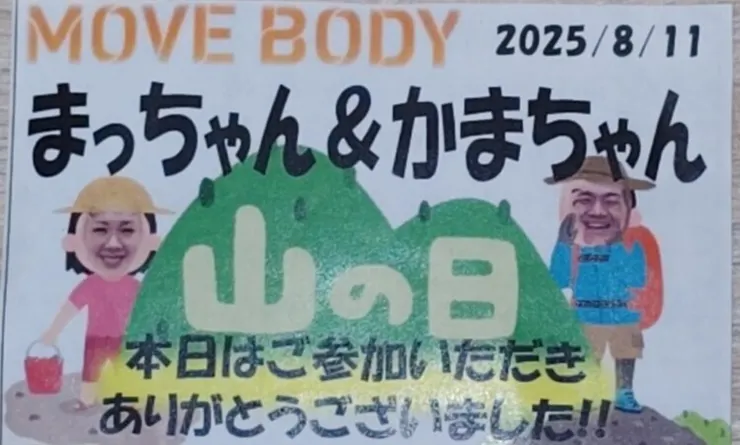 MOVE BODY 2025/8/11
まっちゃん&かまちゃん
山の日
本日はご参加いただき
ありがとうございました!!